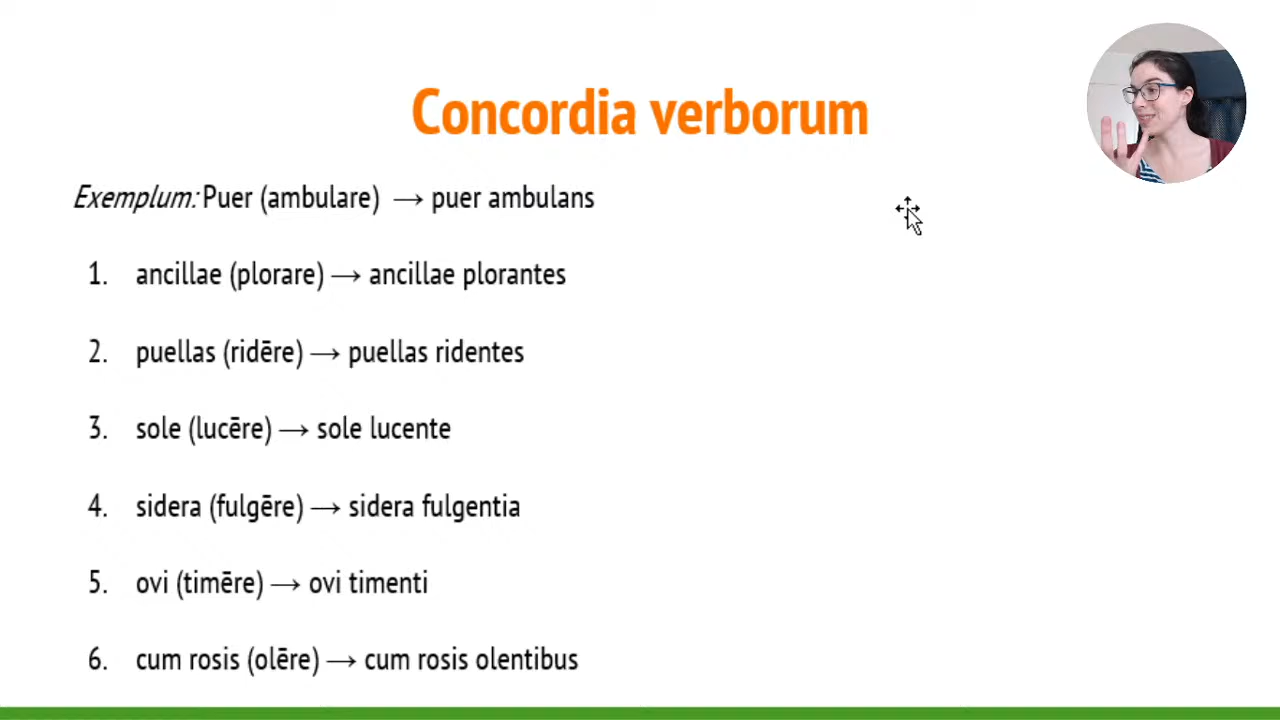 Concordia verborum
Exemplum: Puer (ambulare) → puer ambulans
1. ancillae (plorare) → ancillae plorantes
2. puellas (ridēre) → puellas ridentes
3. sole (lucēre) → sole lucente
4. sidera (fulgēre) → sidera fulgentia
5. ovi (timēre) → ovi timenti
6. cum rosis (olēre) → cum rosis olentibus